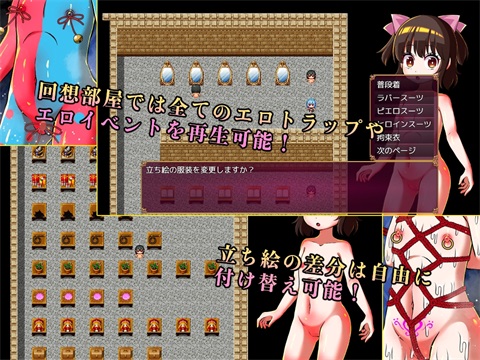 回想部屋では全てのエロトラップや
エロイベントを再生可能！
普段着
ラバースーツ
ピエロスーツ
ヒロインスーツ
拘束衣
次のページ
立ち絵の服装を変更しますか？
立ち絵の差分は自由に
付け替え可能！